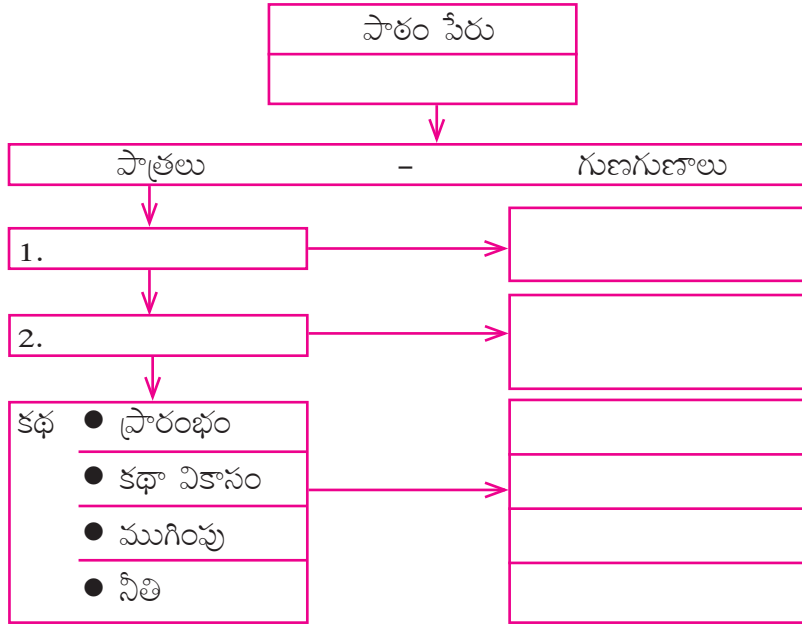 పాఠం పేరు
పాత్రలు – గుణగుణాలు
1.
2.
కథ ● ప్రారంభం
● కథా వికాసం
● ముగింపు
● నీతి